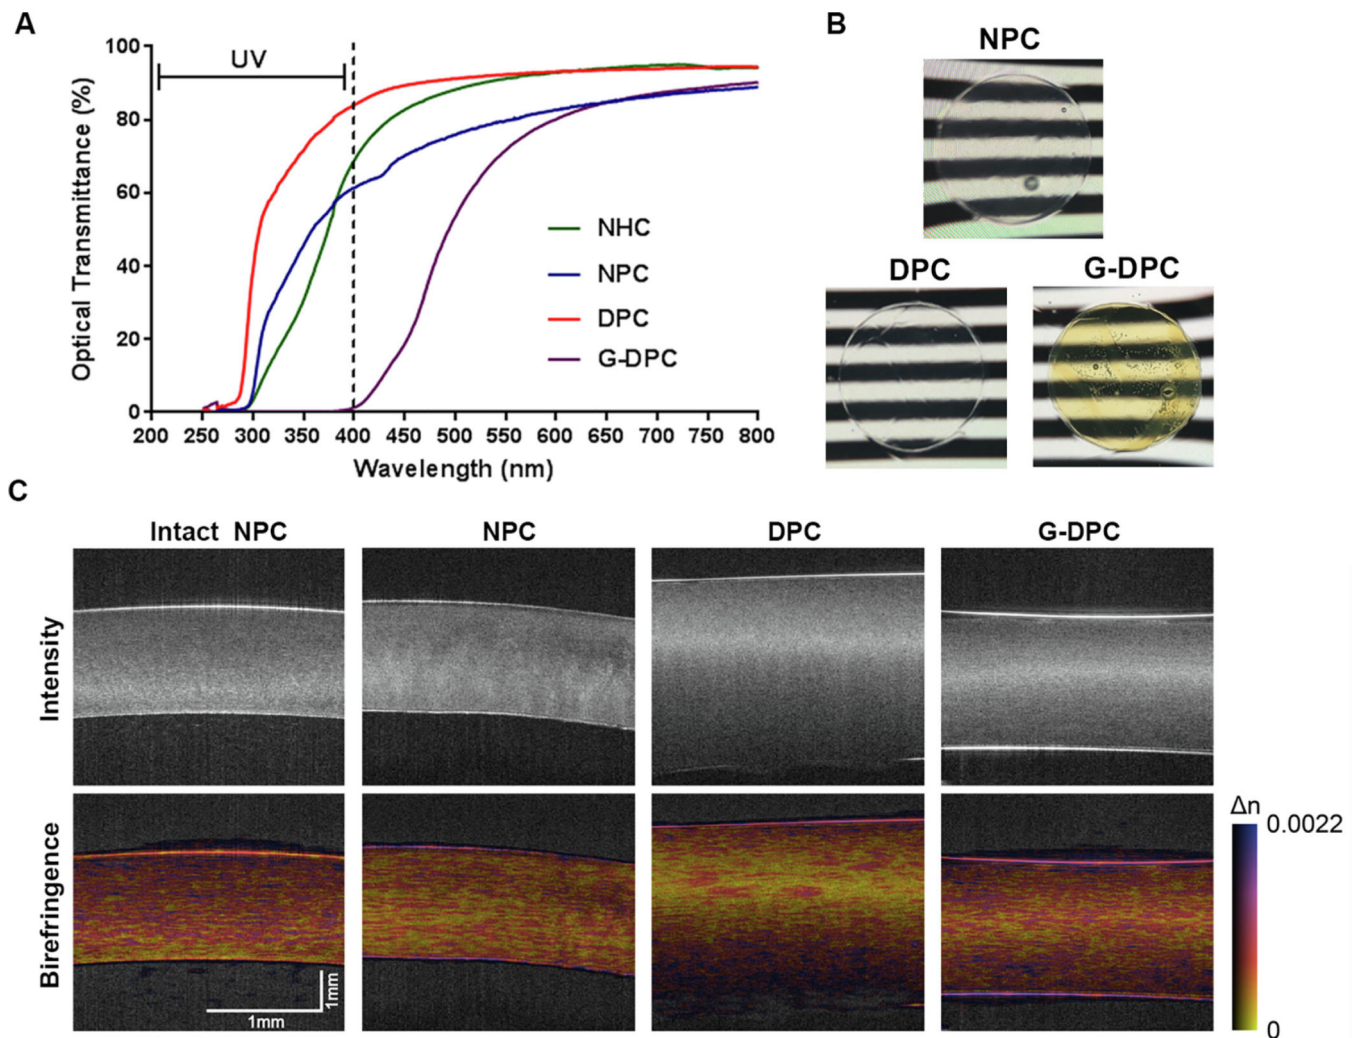 A
B
NPC
100
80
60
40
20
0
UV
Optical Transmittance (%)
NHC
NPC
DPC
G-DPC
200 250 300 350 400 450 500 550 600 650 700 750 800
Wavelength (nm)
DPC
G-DPC
C
Intact NPC
NPC
DPC
G-DPC
Intensity
Birefringence
1mm
1mm
Δn
0.0022
0